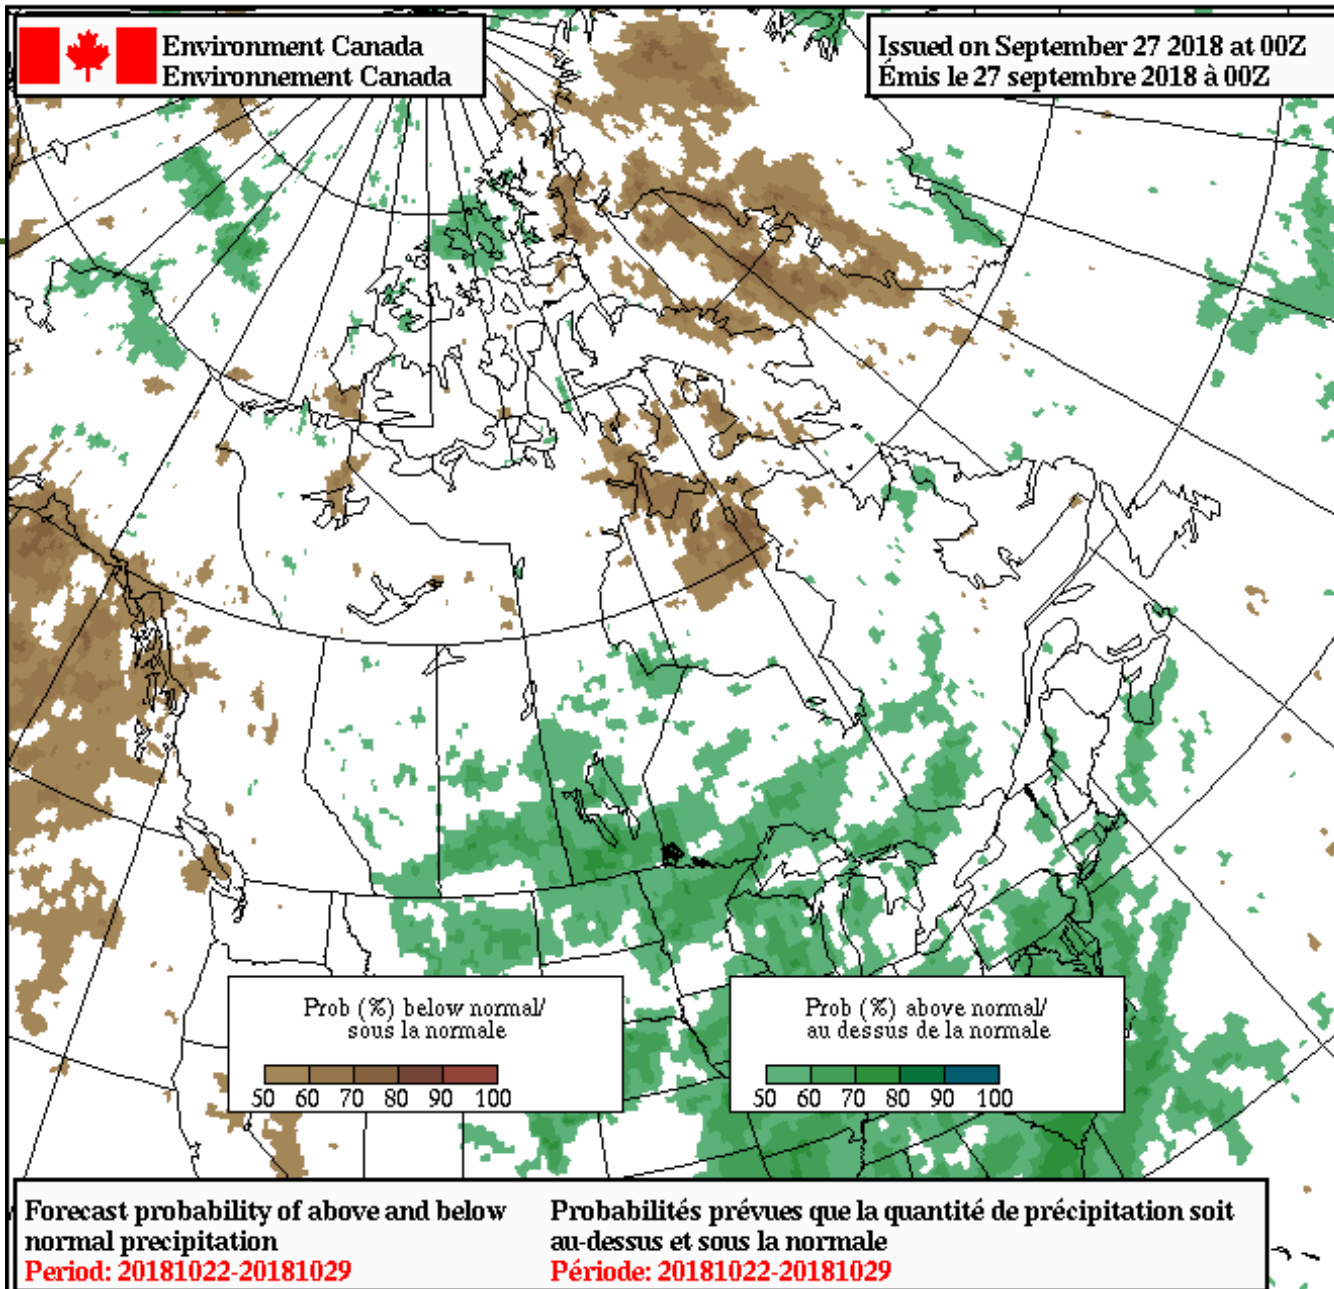 Environment Canada
Environnement Canada
Issued on September 27 2018 at 00Z
Émis le 27 septembre 2018 à 00Z
Prob (%) below normal/
sous la normale
50 60 70 80 90 100
Prob (%) above normal/
au dessus de la normale
50 60 70 80 90 100
Forecast probability of above and below
normal precipitation
Period: 20181022-20181029
Probabilités prévues que la quantité de précipitation soit
au-dessus et sous la normale
Période: 20181022-20181029